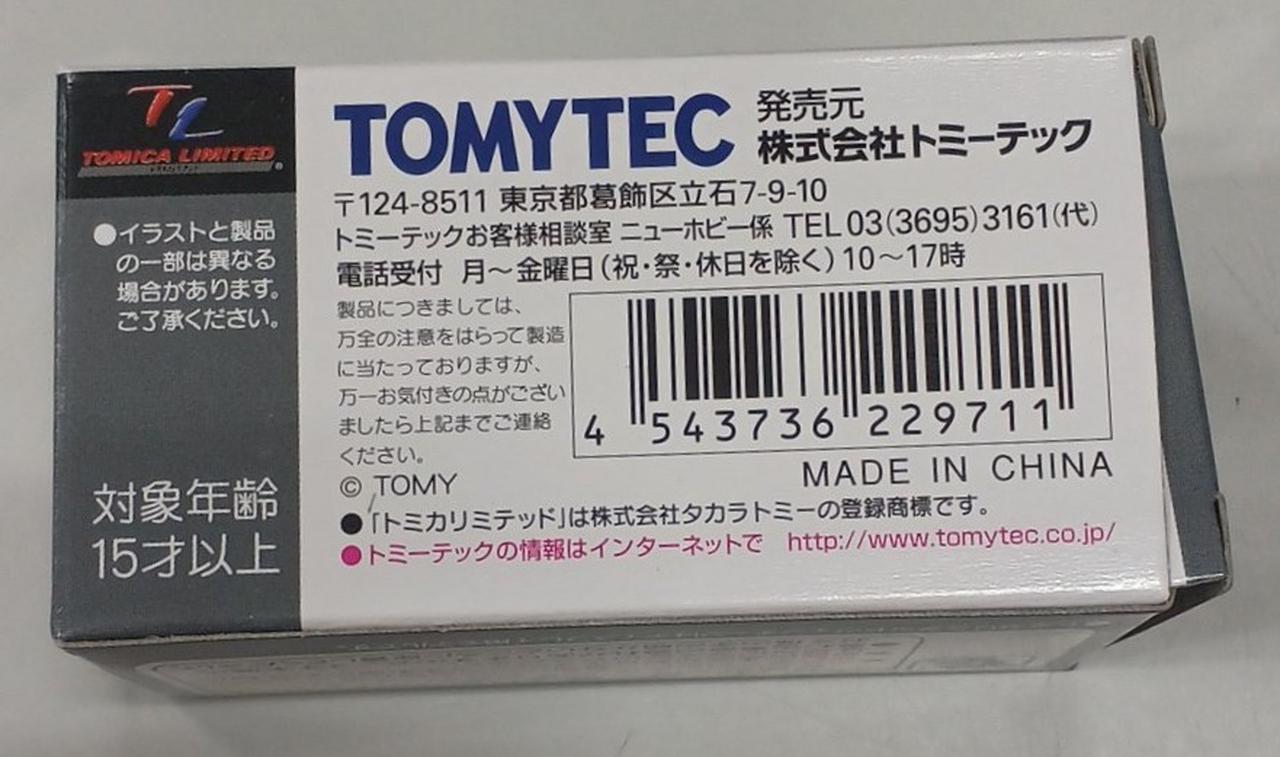 TL
TOMICA LIMITED
●イラストと製品
の一部は異なる
場合があります。
ご了承ください。
対象年齢
15才以上
TOMYTEC
発売元
株式会社トミーテック
〒124-8511 東京都葛飾区立石7-9-10
トミーテックお客様相談室 ニューホビー係 TEL 03(3695)3161(代)
電話受付 月〜金曜日(祝・祭・休日を除く)10〜17時
製品につきましては、
万全の注意をはらって製造
に当たっておりますが、
万一お気付きの点がござい
ましたら上記までご連絡
ください。
4 543736 229711
© TOMY
MADE IN CHINA
●「トミカリミテッド」は株式会社タカラトミーの登録商標です。
●トミーテックの情報はインターネットで http://www.tomytec.co.jp/